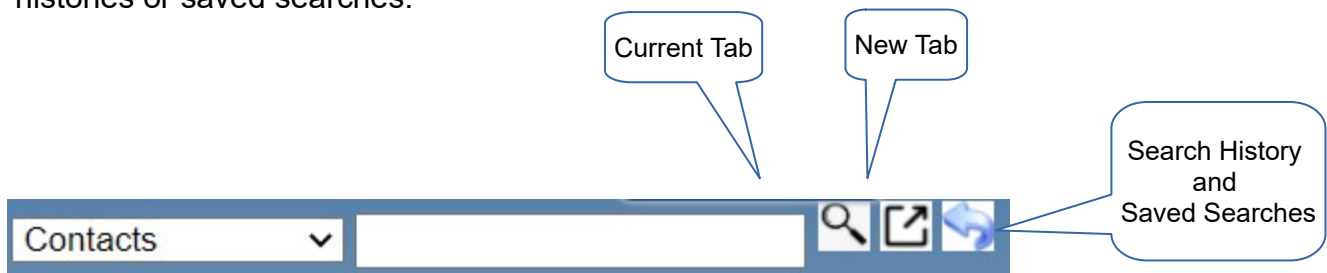 histories or saved searches.
Current Tab
New Tab
Search History
and
Saved Searches
Contacts